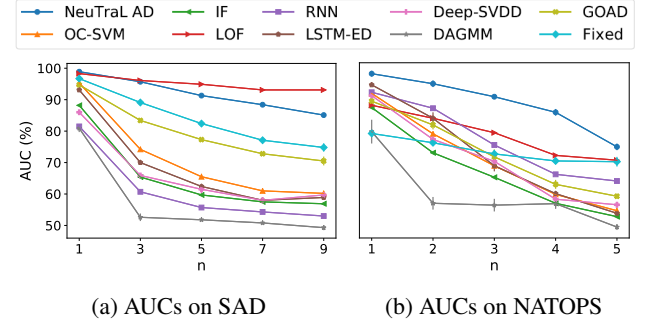 NeuTraL AD IF RNN Deep-SVDD GOAD
OC-SVM LOF LSTM-ED DAGMM Fixed
100
90
80
70
60
50
AUC (%)
1 3 5 7 9
n
1 2 3 4 5
n
(a) AUCs on SAD
(b) AUCs on NATOPS